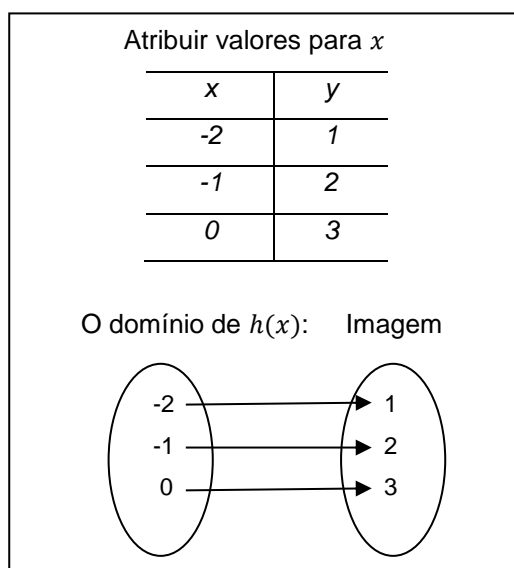 Atribuir valores para x
x y
-2 1
-1 2
0 3
O domínio de h(x): Imagem
-2 1
-1 2
0 3